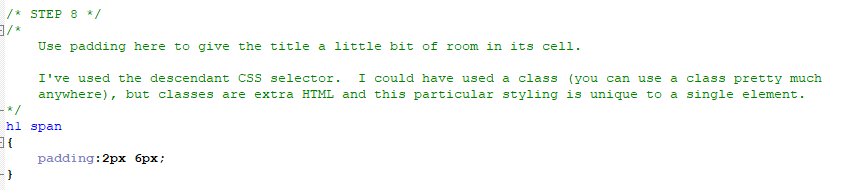 /* STEP 8 */
/*
Use padding here to give the title a little bit of room in its cell.
I've used the descendant CSS selector.  I could have used a class (you can use a class pretty much
anywhere), but classes are extra HTML and this particular styling is unique to a single element.
*/
h1 span
{
padding:2px 6px;
}